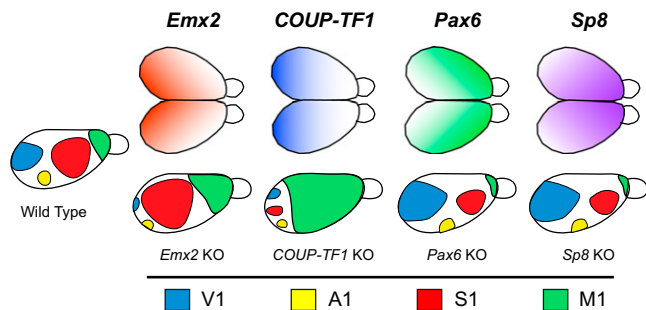 Emx2 COUP-TF1 Pax6 Sp8
Wild Type
Emx2 KO COUP-TF1 KO Pax6 KO Sp8 KO
V1 A1 S1 M1